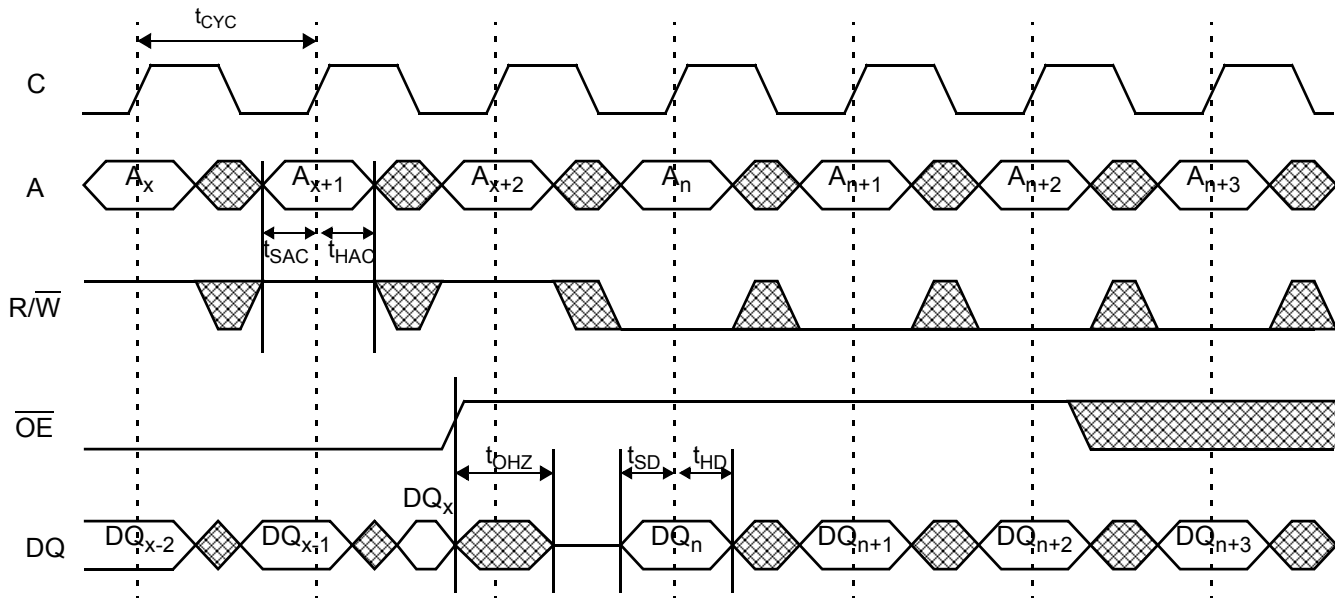 tCYC
C
A
Ax
Ax+1
Ax+2
An
An+1
An+2
An+3
tSAC
tHAC
R/W̅
O̅E̅
tOHZ
tSD
tHD
DQx
DQ
DQx-2
DQx-1
DQn
DQn+1
DQn+2
DQn+3